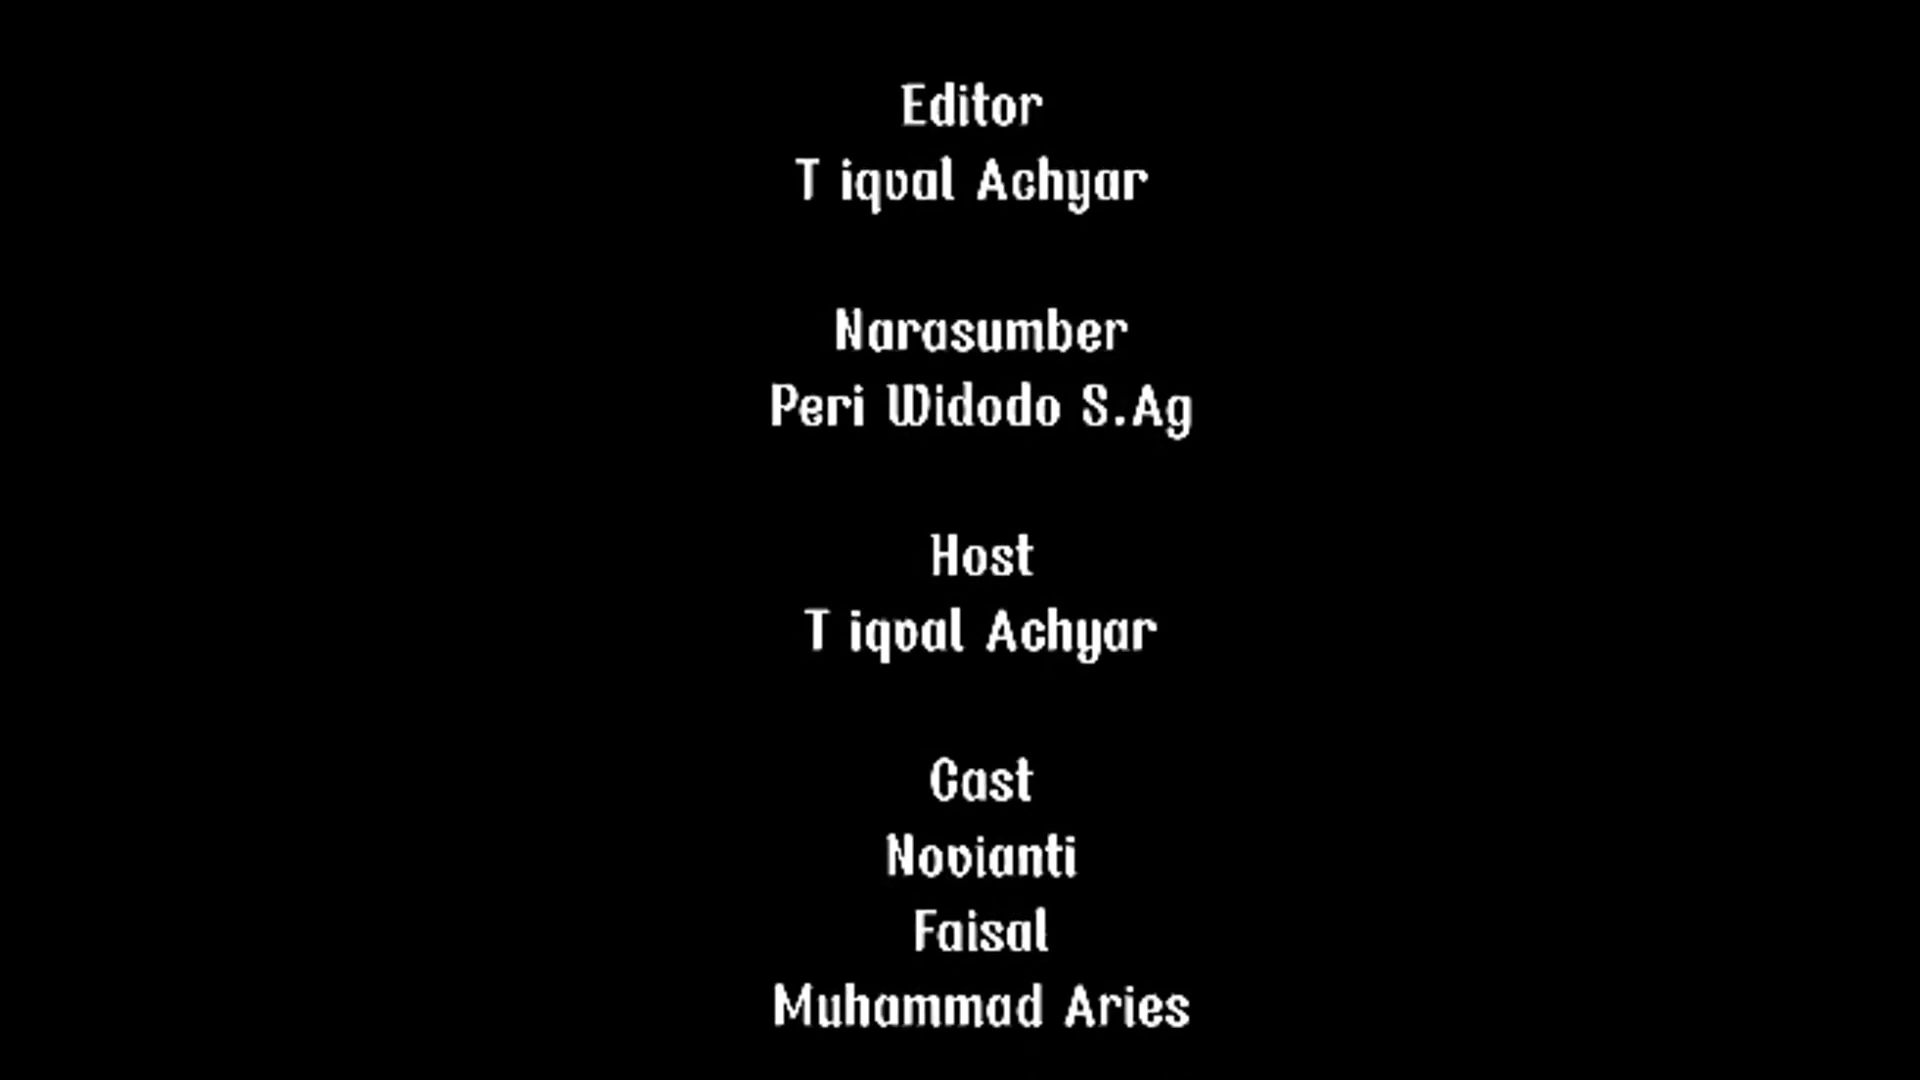 Editor
T iqval Achyar
Narasumber
Peri Widodo S.Ag
Host
T iqval Achyar
Cast
Novianti
Faisal
Muhammad Aries